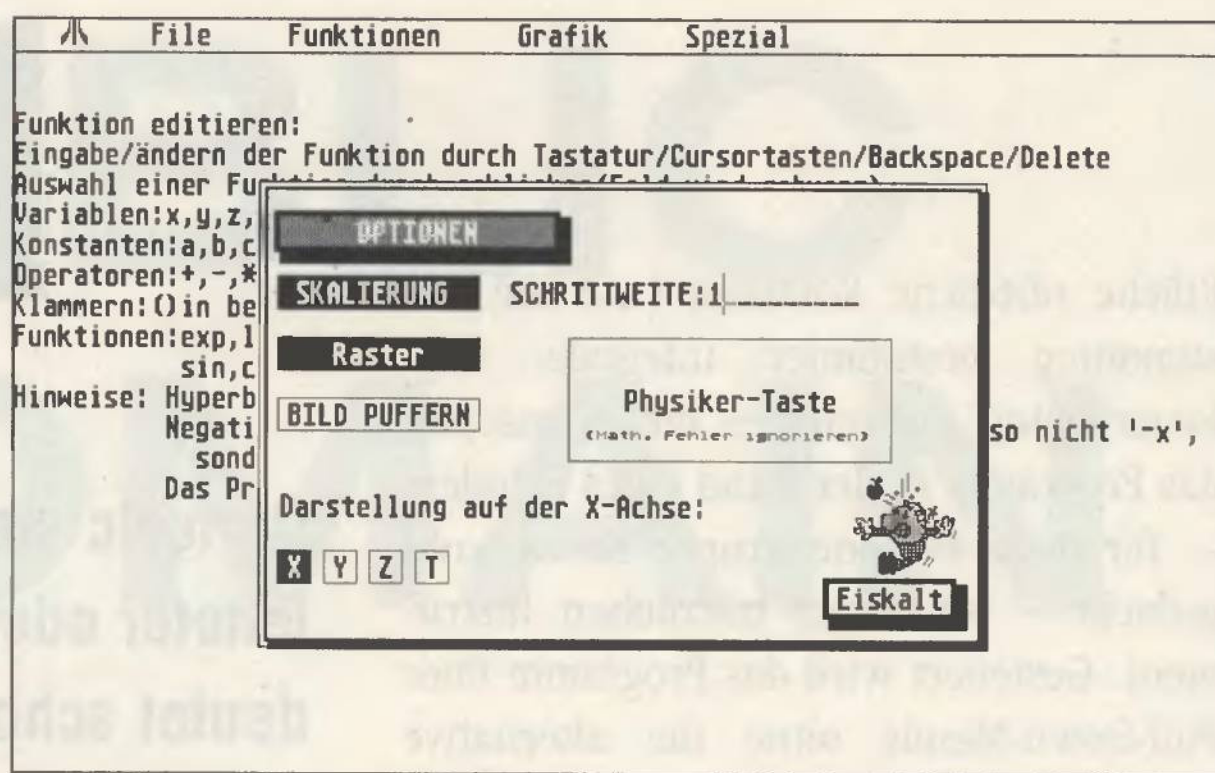 File Funktionen Grafik Spezial
Funktion editieren:
Eingabe/ändern der Funktion durch Tastatur/Cursortasten/Backspace/Delete
Auswahl einer
Variablen:x,y,z,
Konstanten:a,b,c
Operatoren:+,-,*
Klammern:()in be
Funktionen:exp,l
sin,c
Hinweise: Hyperb
Negati
so nicht '-x',
sond
Das Pr
OPTIONEN
SKALIERUNG SCHRITTWEITE:1
Raster
BILD PUFFERN
Physiker-Taste
(Math. Fehler ignorieren)
Darstellung auf der X-Achse:
X Y Z T
Eiskalt